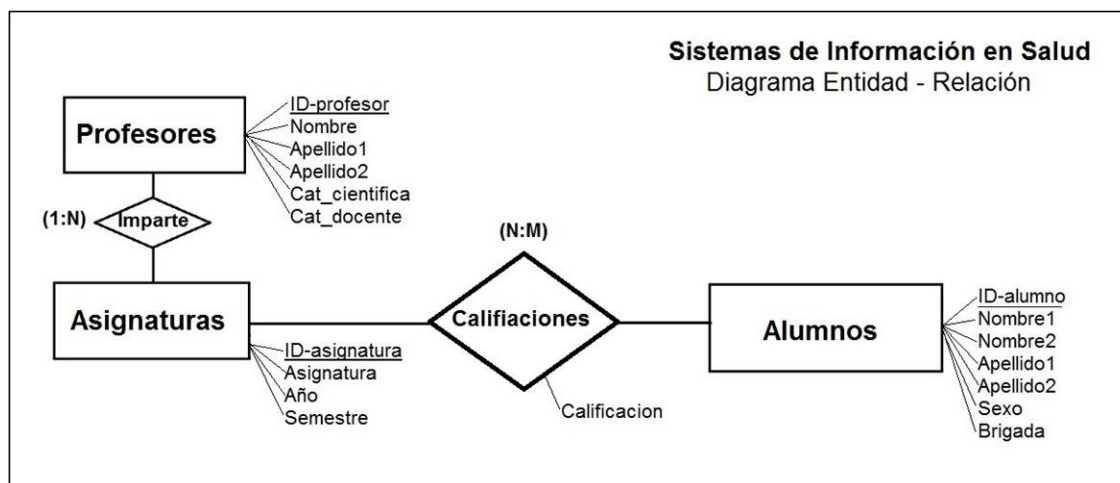 Sistemas de Información en Salud
Diagrama Entidad - Relación
Profesores
ID-profesor
Nombre
Apellido1
Apellido2
Cat_cientifica
Cat_docente
(1:N)
Imparte
Asignaturas
ID-asignatura
Asignatura
Año
Semestre
(N:M)
Califiaciones
Calificacion
Alumnos
ID-alumno
Nombre1
Nombre2
Apellido1
Apellido2
Sexo
Brigada